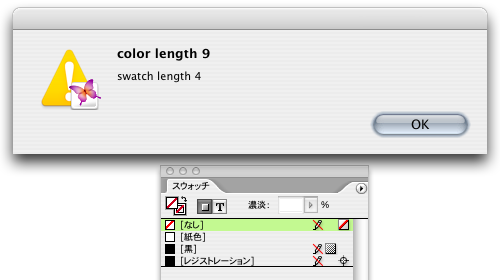 color length 9
swatch length 4
OK
スウォッチ
T 濃淡: %
[なし]
[紙色]
[黒]
[レジストレーション]